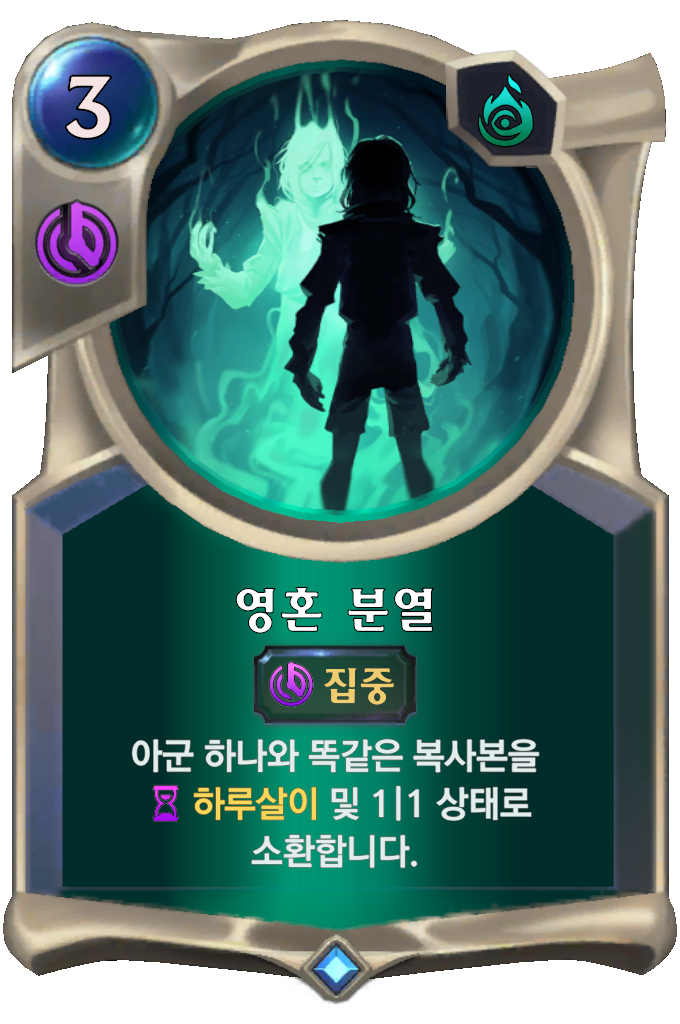 3
영혼 분열
집중
아군 하나와 똑같은 복사본을
하루살이 및 1|1 상태로
소환합니다.